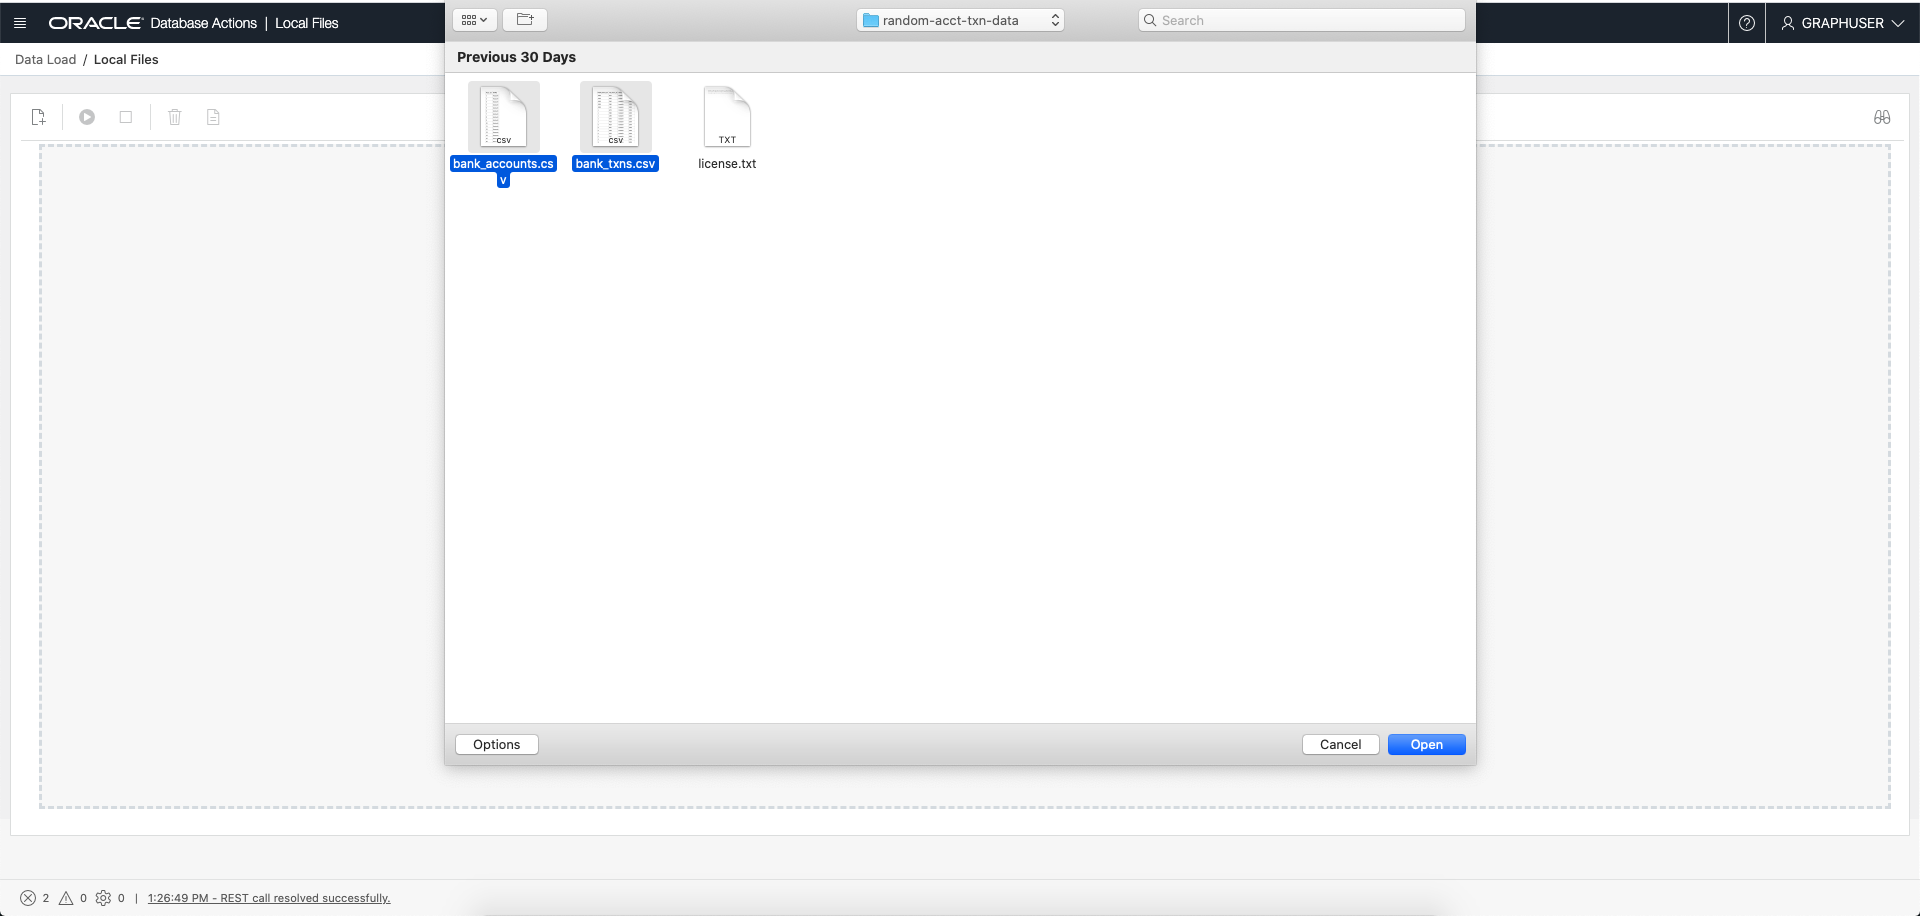 ORACLE Database Actions | Local Files
random-acct-txn-data
Search
GRAPHUSER
Data Load / Local Files
Previous 30 Days
CSV
CSV
TXT
bank_accounts.cs
v
bank_txns.csv
license.txt
Options
Cancel
Open
2
0
0
| 1:26:49 PM - REST call resolved successfully.